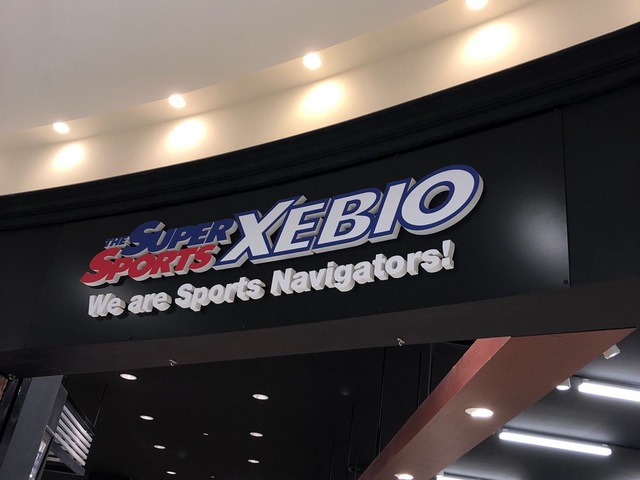 THE SUPER
SPORTS XEBIO
We are Sports Navigators!